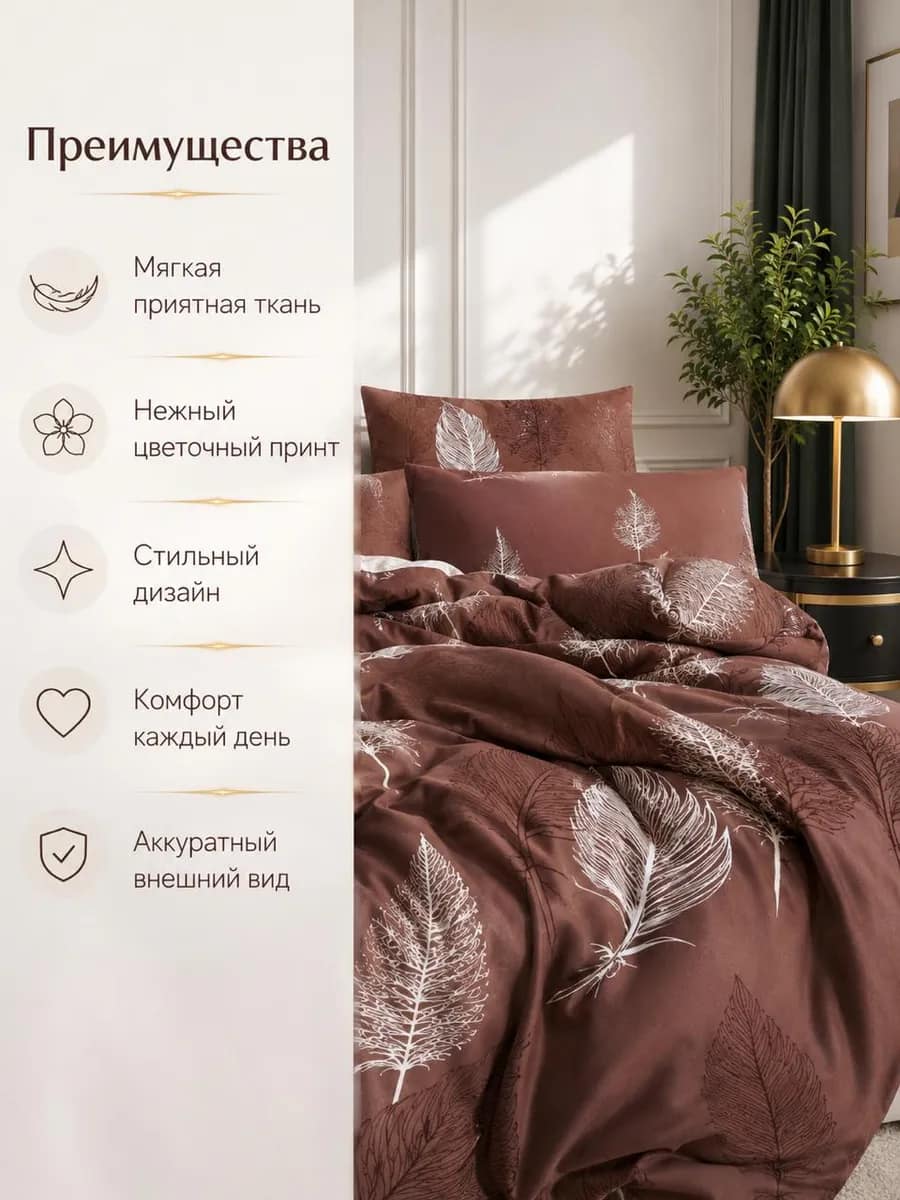 Преимущества
Мягкая
приятная ткань
Нежный
цветочный принт
Стильный
дизайн
Комфорт
каждый день
Аккуратный
внешний вид